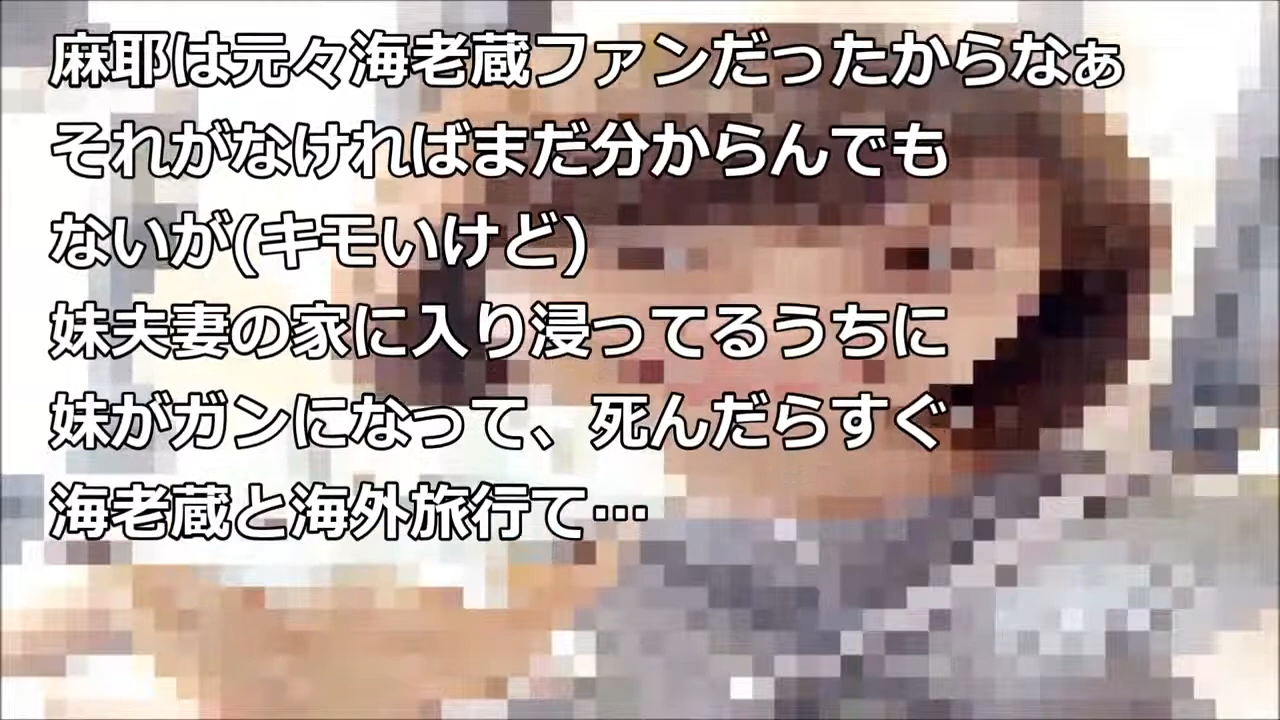 麻耶は元々海老蔵ファンだったからなぁ
それがなければまだ分からんでも
ないが(キモいけど)
妹夫妻の家に入り浸ってるうちに
妹がガンになって、死んだらすぐ
海老蔵と海外旅行て…